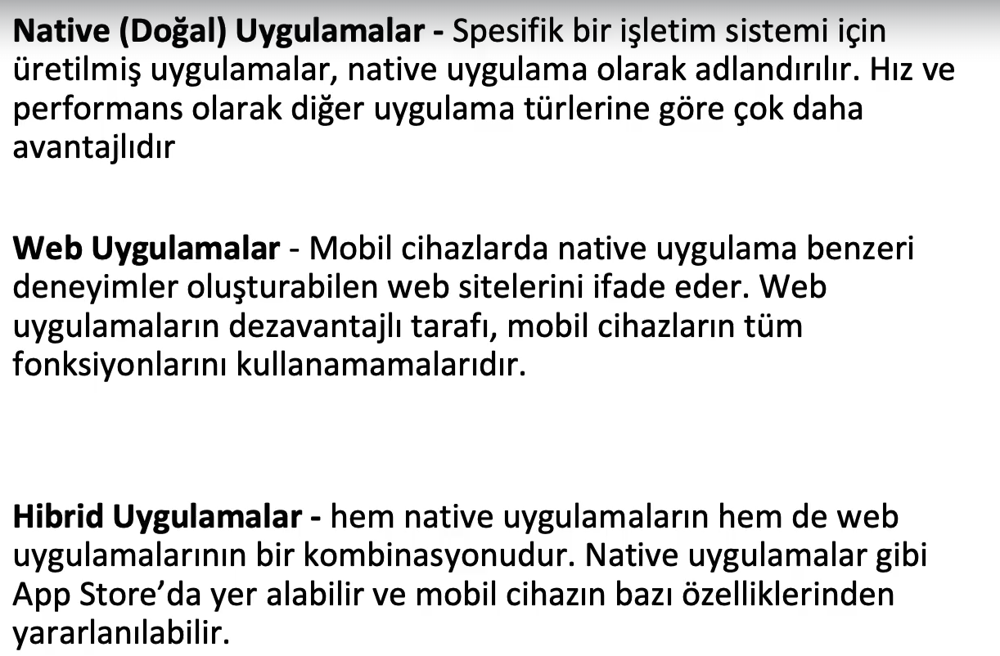 Native (Doğal) Uygulamalar - Spesifik bir işletim sistemi için
üretilmiş uygulamalar, native uygulama olarak adlandırılır. Hız ve
performans olarak diğer uygulama türlerine göre çok daha
avantajlıdır
Web Uygulamalar - Mobil cihazlarda native uygulama benzeri
deneyimler oluşturabilen web sitelerini ifade eder. Web
uygulamaların dezavantajlı tarafı, mobil cihazların tüm
fonksiyonlarını kullanamamalarıdır.
Hibrid Uygulamalar - hem native uygulamaların hem de web
uygulamalarının bir kombinasyonudur. Native uygulamalar gibi
App Store’da yer alabilir ve mobil cihazın bazı özelliklerinden
yararlanılabilir.